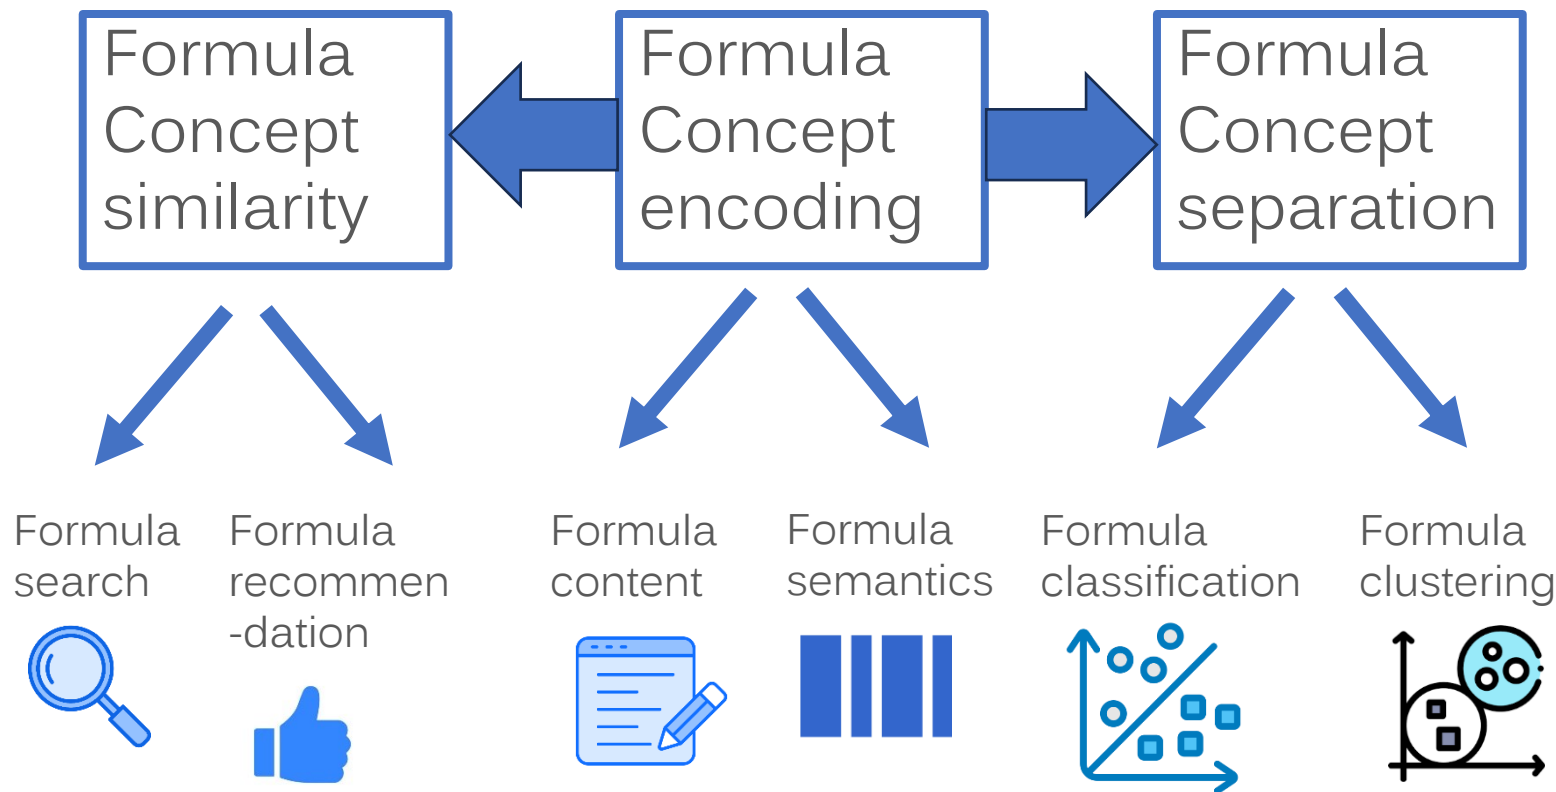 Formula
Concept
similarity
Formula
Concept
encoding
Formula
Concept
separation
Formula
search
Formula
recommen
-dation
Formula
content
Formula
semantics
Formula
classification
Formula
clustering